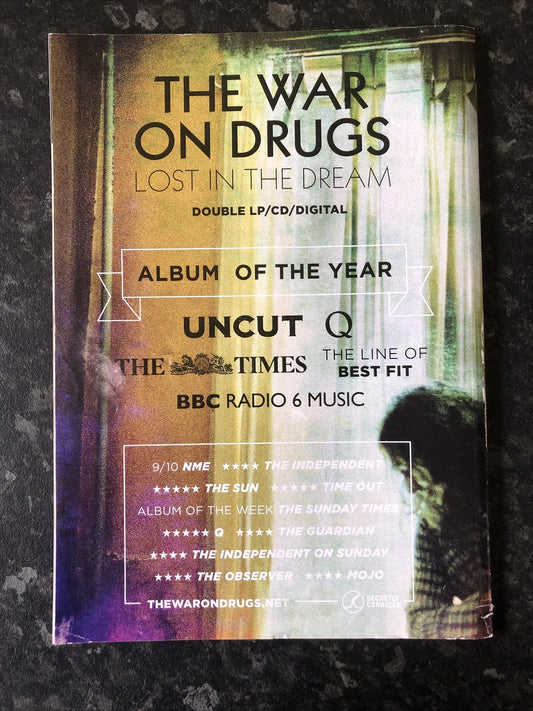 THE WAR
ON DRUGS
LOST IN THE DREAM
DOUBLE LP/CD/DIGITAL
ALBUM OF THE YEAR
UNCUT Q
THE TIMES
THE LINE OF
BEST FIT
BBC RADIO 6 MUSIC
9/10 NME ★★★★ THE INDEPENDENT
★★★★★ THE SUN ★★★★★ TIME OUT
ALBUM OF THE WEEK THE SUNDAY TIMES
★★★★★ Q ★★★★ THE GUARDIAN
★★★★ THE INDEPENDENT ON SUNDAY
★★★★ THE OBSERVER ★★★★ MOJO
THEWARONDRUGS.NET
SECRETLY
CANADIAN